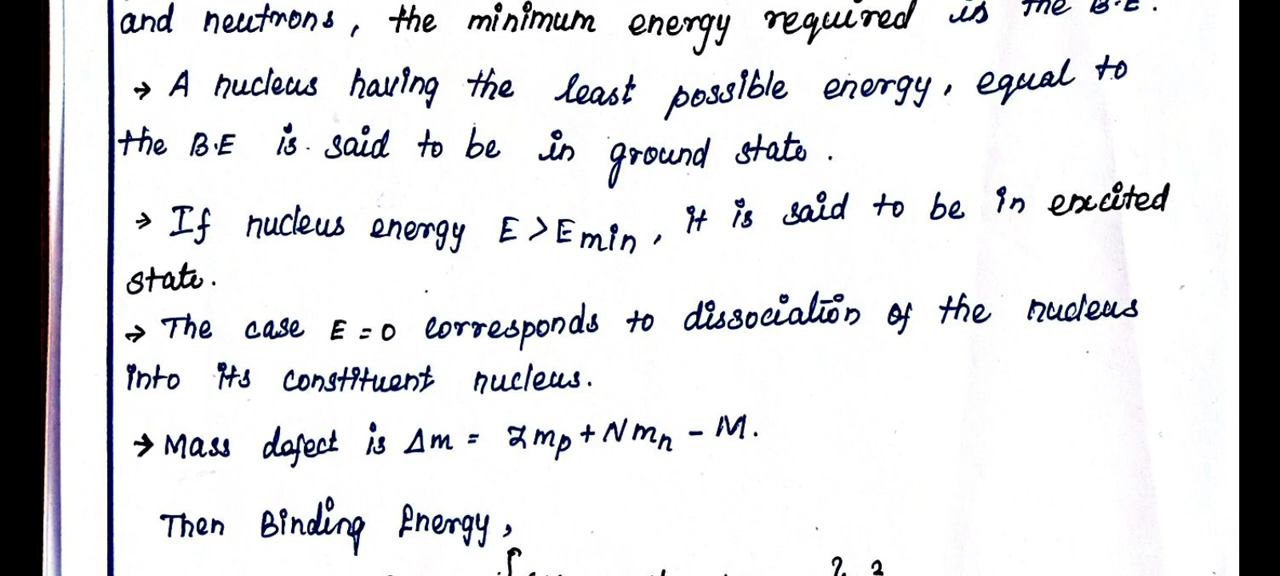 and neutrons, the minimum energy required is the B.E.
→ A nucleus having the least possible energy, equal to
the B.E is said to be in ground state.
→ If nucleus energy E > Emin, it is said to be in excited
state.
→ The case E = 0 corresponds to dissociation of the nucleus
into its constituent nucleus.
→ Mass defect is Δm = Zmp + Nmn - M.
Then Binding Energy,